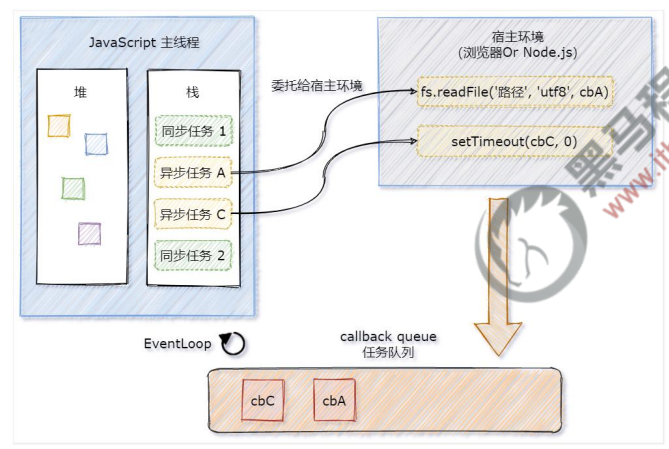 JavaScript 主线程
堆
栈
同步任务 1
异步任务 A
异步任务 C
同步任务 2
委托给宿主环境
宿主环境
(浏览器Or Node.js)
fs.readFile('路径', 'utf8', cbA)
setTimeout(cbC, 0)
EventLoop
callback queue
任务队列
cbC
cbA
黑马程
www.ith